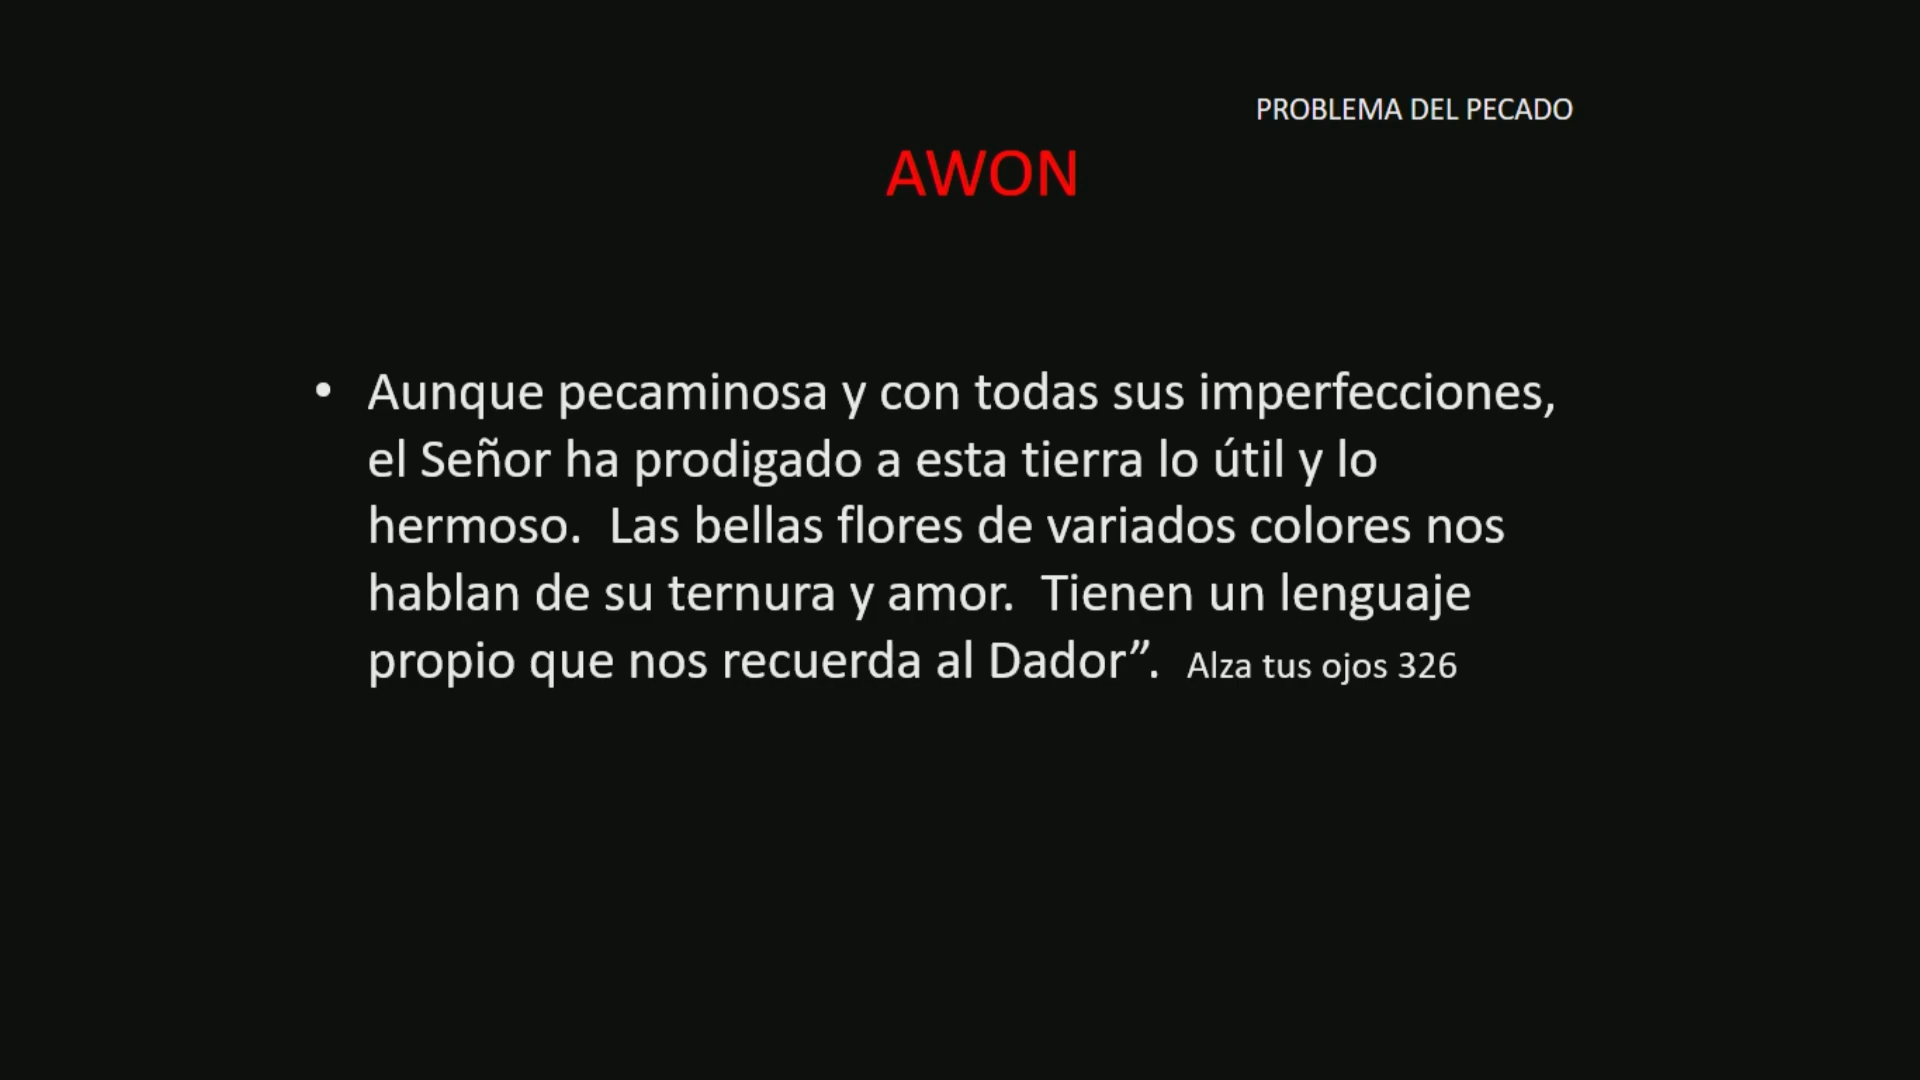 PROBLEMA DEL PECADO
AWON
• Aunque pecaminosa y con todas sus imperfecciones,
el Señor ha prodigado a esta tierra lo útil y lo
hermoso.  Las bellas flores de variados colores nos
hablan de su ternura y amor.  Tienen un lenguaje
propio que nos recuerda al Dador”.  Alza tus ojos 326